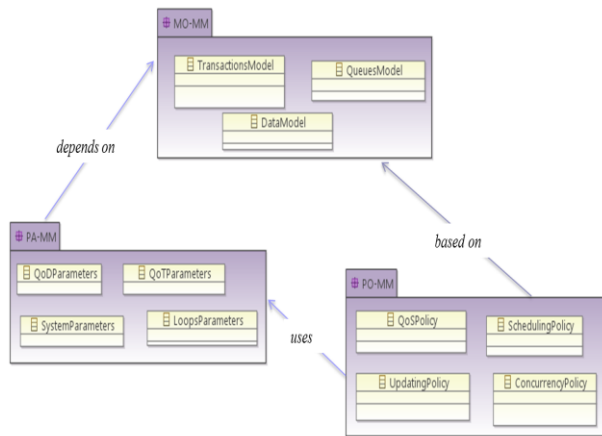 MO-MM
TransactionsModel
QueuesModel
DataModel
depends on
PA-MM
QoDParameters
QoTParameters
SystemParameters
LoopsParameters
based on
uses
PO-MM
QoSPolicy
SchedulingPolicy
UpdatingPolicy
ConcurrencyPolicy